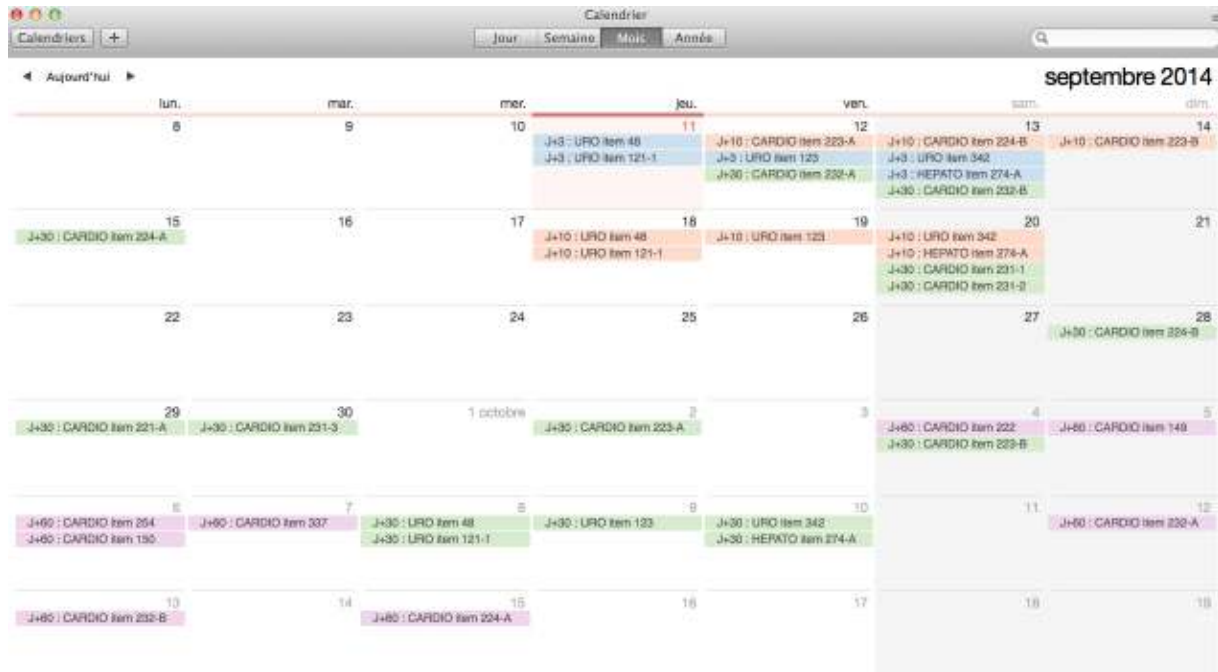 Calendrier
Calendriers +
Jour Semaine Mois Année
Aujourd'hui
septembre 2014
lun. mar. mer. jeu. ven. sam. dim.
8 9 10 11 12 13 14
J+3 : URO item 48
J+3 : URO item 121-1
J+10 : CARDIO item 223-A
J+3 : URO item 123
J+30 : CARDIO item 232-A
J+10 : CARDIO item 224-B
J+3 : URO item 342
J+3 : HEPATO item 274-A
J+30 : CARDIO item 232-B
J+10 : CARDIO item 223-B
15 16 17 18 19 20 21
J+30 : CARDIO item 224-A
J+10 : URO item 48
J+10 : URO item 121-1
J+10 : URO item 123
J+10 : URO item 342
J+10 : HEPATO item 274-A
J+30 : CARDIO item 231-1
J+30 : CARDIO item 231-2
22 23 24 25 26 27 28
J+30 : CARDIO item 224-B
29 30 1 octobre 2 3 4 5
J+30 : CARDIO item 221-A
J+30 : CARDIO item 231-3
J+30 : CARDIO item 223-A
J+60 : CARDIO item 222
J+30 : CARDIO item 223-B
J+60 : CARDIO item 149
6 7 8 9 10 11 12
J+60 : CARDIO item 264
J+60 : CARDIO item 150
J+60 : CARDIO item 337
J+30 : URO item 48
J+30 : URO item 121-1
J+30 : URO item 123
J+30 : URO item 342
J+30 : HEPATO item 274-A
J+60 : CARDIO item 232-A
13 14 15 16 17 18 19
J+60 : CARDIO item 232-B
J+60 : CARDIO item 224-A